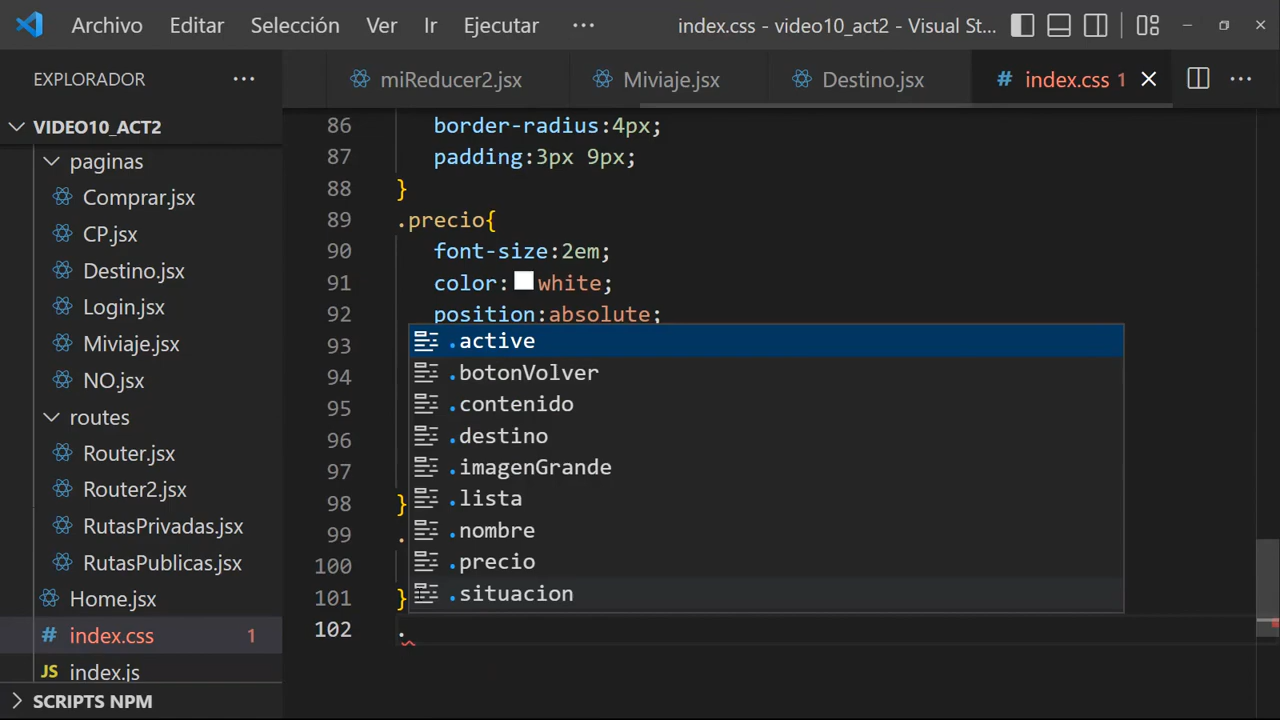 Archivo Editar Selección Ver Ir Ejecutar ··· index.css - video10_act2 - Visual St...
EXPLORADOR ··· miReducer2.jsx Miviaje.jsx Destino.jsx # index.css 1 ···
VIDEO10_ACT2
paginas
Comprar.jsx
CP.jsx
Destino.jsx
Login.jsx
Miviaje.jsx
NO.jsx
routes
Router.jsx
Router2.jsx
RutasPrivadas.jsx
RutasPublicas.jsx
Home.jsx
# index.css 1
JS index.js
SCRIPTS NPM
86 border-radius:4px;
87 padding:3px 9px;
88 }
89 .precio{
90 font-size:2em;
91 color:white;
92 position:absolute;
93 .active
94 .botonVolver
95 .contenido
96 .destino
97 .imagenGrande
98 } .lista
99 . .nombre
100 .precio
101 } .situacion
102 .